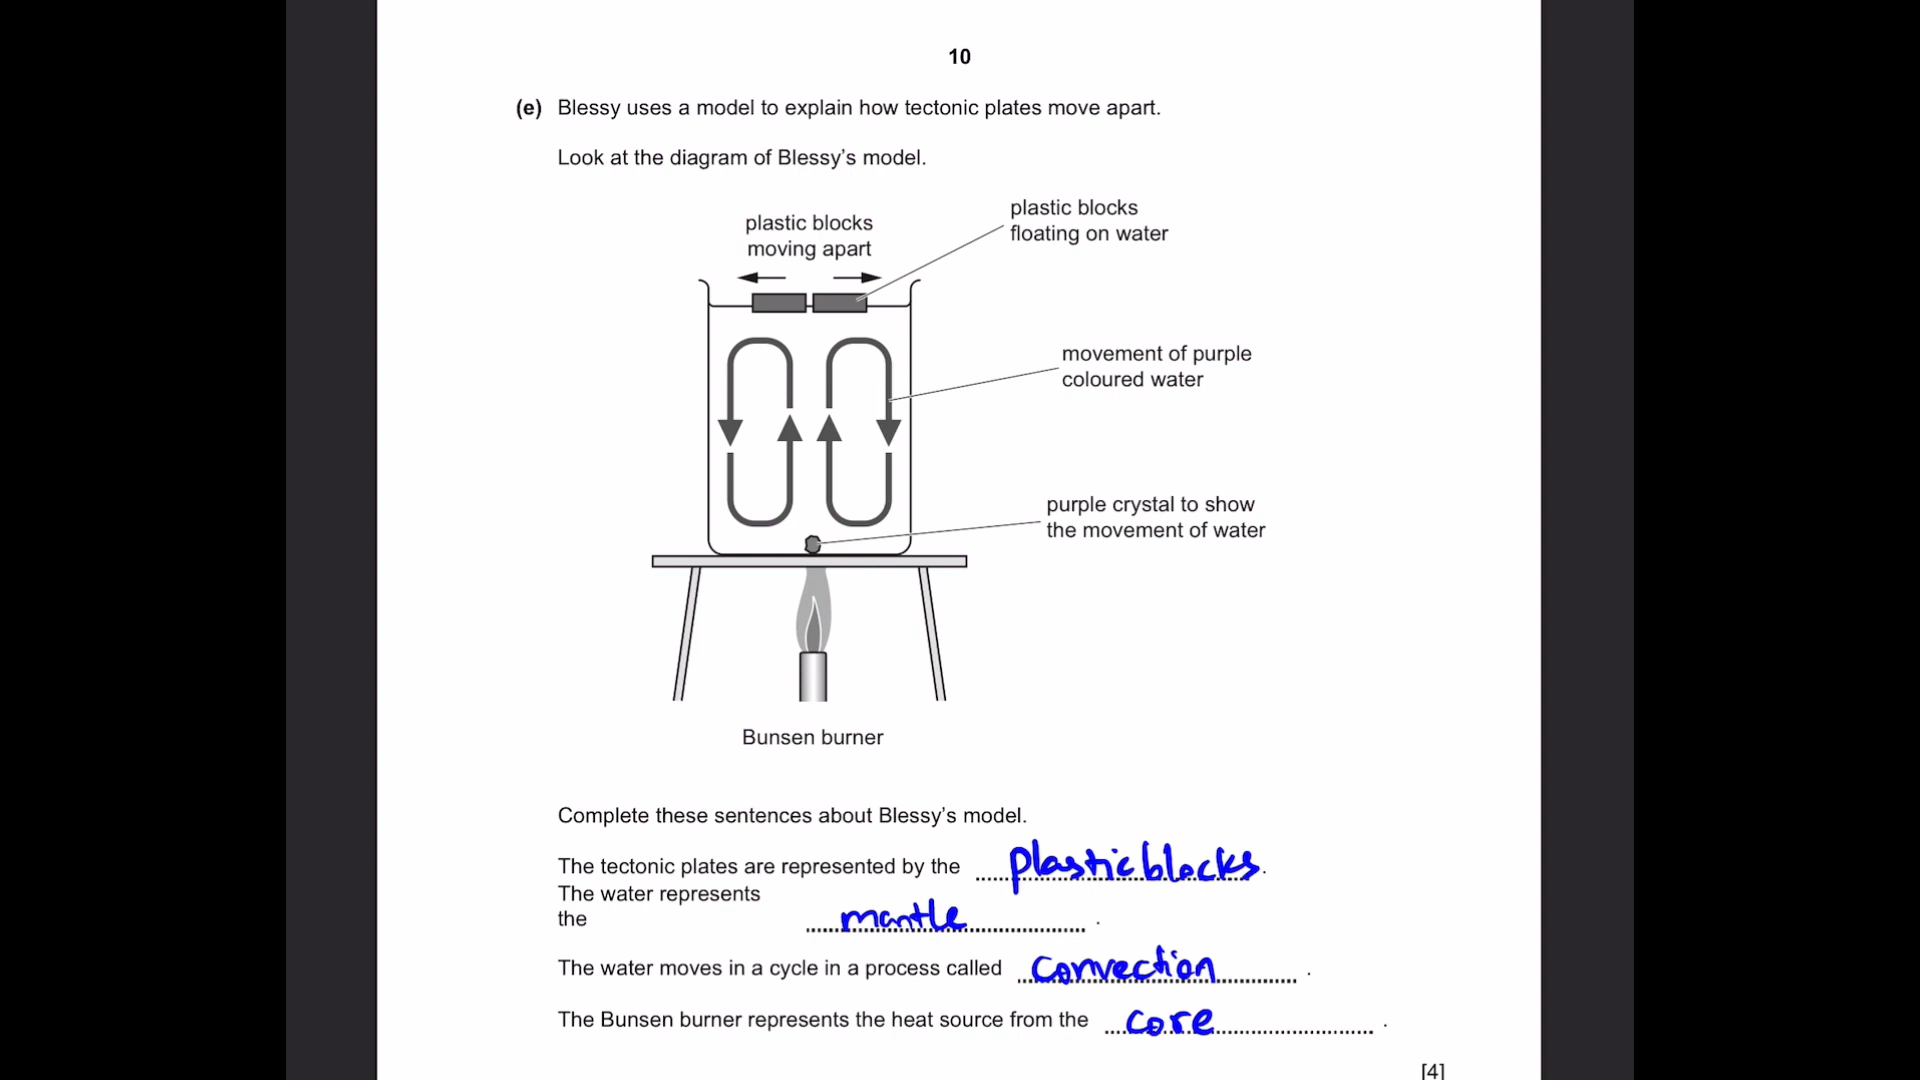 10
(e) Blessy uses a model to explain how tectonic plates move apart.
Look at the diagram of Blessy's model.
plastic blocks
moving apart
plastic blocks
floating on water
movement of purple
coloured water
purple crystal to show
the movement of water
Bunsen burner
Complete these sentences about Blessy's model.
The tectonic plates are represented by the plastic blocks.
The water represents
the mantle.
The water moves in a cycle in a process called convection.
The Bunsen burner represents the heat source from the core.
[4]